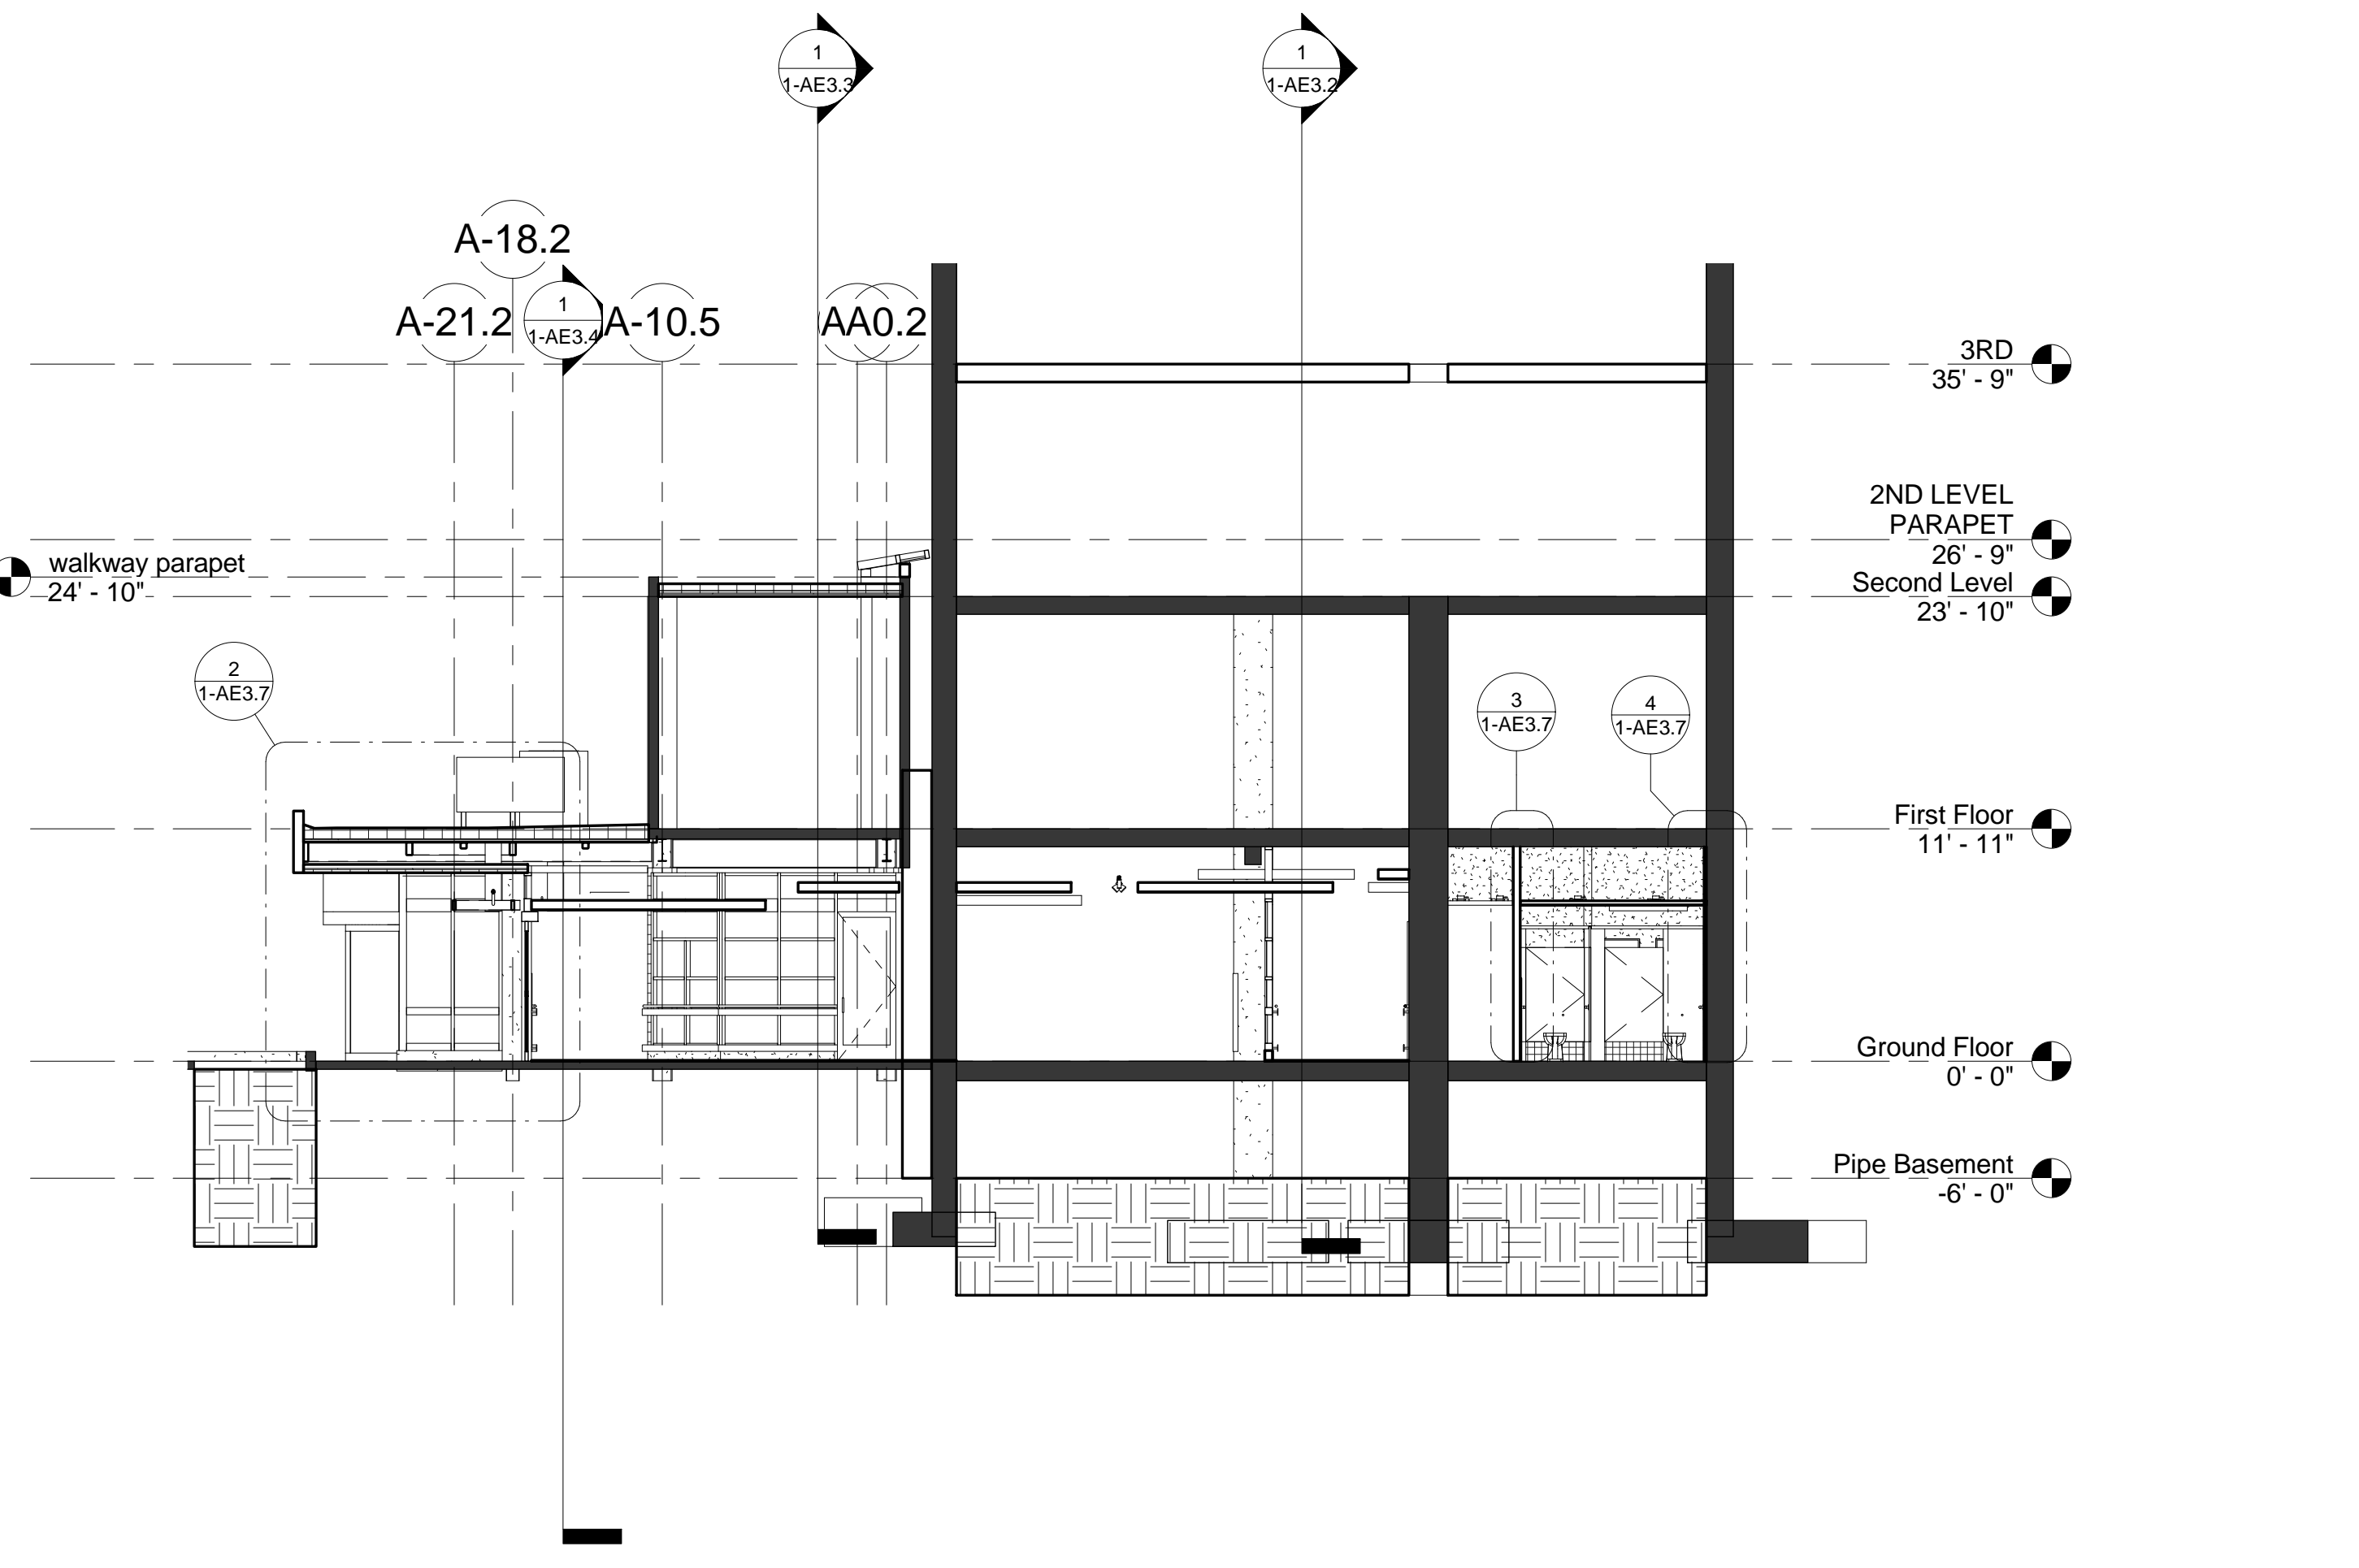 1
1-AE3.3
1
1-AE3.2
A-18.2
A-21.2
1
1-AE3.4
A-10.5
AA0.2
3RD
35' - 9"
2ND LEVEL
PARAPET
26' - 9"
walkway parapet
24' - 10"
Second Level
23' - 10"
2
1-AE3.7
3
1-AE3.7
4
1-AE3.7
First Floor
11' - 11"
Ground Floor
0' - 0"
Pipe Basement
-6' - 0"